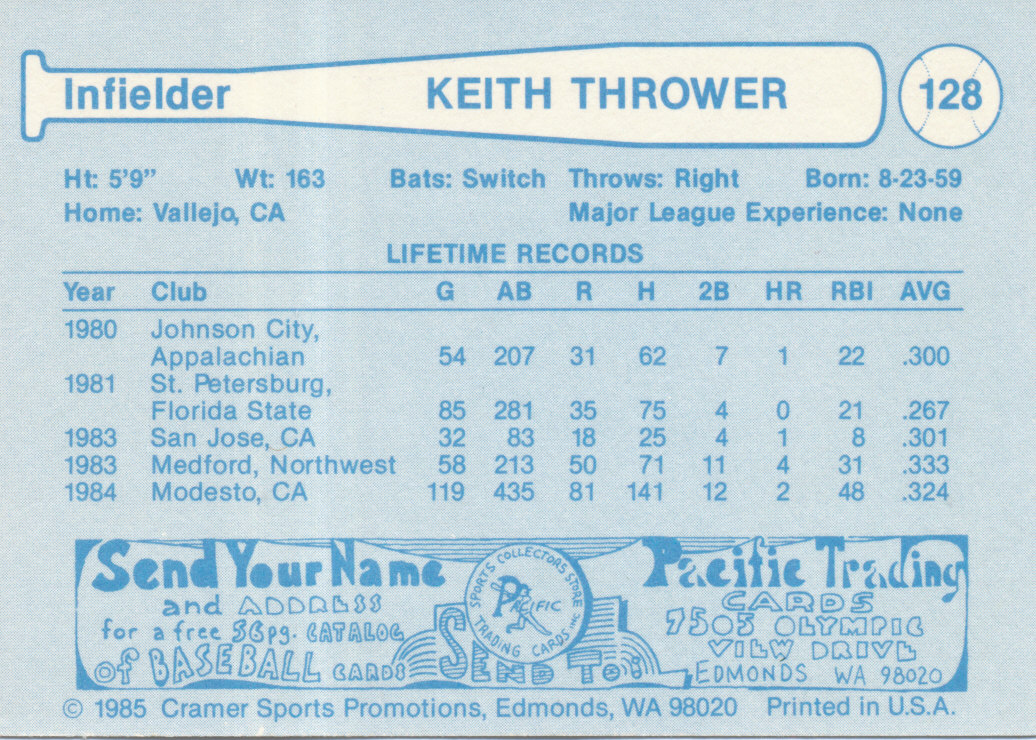 Infielder KEITH THROWER 128
Ht: 5'9" Wt: 163 Bats: Switch Throws: Right Born: 8-23-59
Home: Vallejo, CA Major League Experience: None
LIFETIME RECORDS
Year Club G AB R H 2B HR RBI AVG
1980 Johnson City,
Appalachian 54 207 31 62 7 1 22 .300
1981 St. Petersburg,
Florida State 85 281 35 75 4 0 21 .267
1983 San Jose, CA 32 83 18 25 4 1 8 .301
1983 Medford, Northwest 58 213 50 71 11 4 31 .333
1984 Modesto, CA 119 435 81 141 12 2 48 .324
Send Your Name
and ADDRESS
for a free 36pg. CATALOG
of BASEBALL CARDS
SEND TO!!
SPORTS COLLECTORS STORE
PACIFIC
TRADING CARDS INC
Pacific Trading
CARDS
7505 OLYMPIC
VIEW DRIVE
EDMONDS WA 98020
© 1985 Cramer Sports Promotions, Edmonds, WA 98020 Printed in U.S.A.